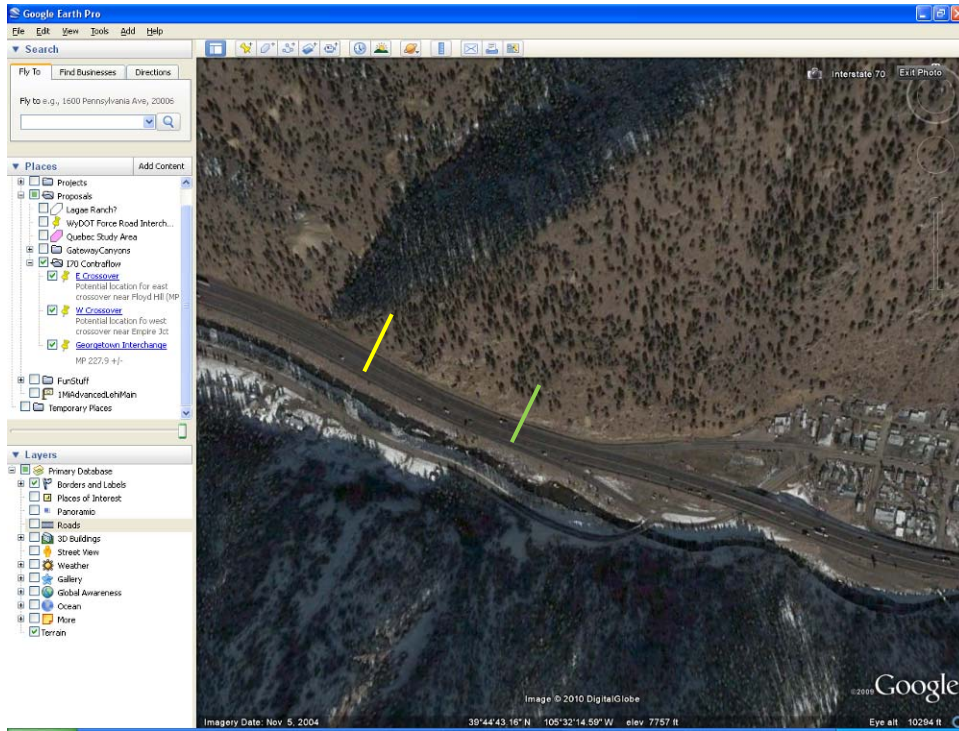 Google Earth Pro
File Edit View Tools Add Help
Search
Fly To Find Businesses Directions
Fly to e.g., 1600 Pennsylvania Ave, 20006
Places Add Content
Projects
Proposals
Lagae Ranch?
WyDOT Force Road Interch...
Quebec Study Area
GatewayCanyons
I70 Contraflow
E Crossover
Potential location for east
crossover near Floyd Hill (MP
W Crossover
Potential location fo west
crossover near Empire Jct
Georgetown Interchange
MP 227.9 +/-
FunStuff
1MiAdvancedLehiMain
Temporary Places
Layers
Primary Database
Borders and Labels
Places of Interest
Panoramio
Roads
3D Buildings
Street View
Weather
Gallery
Global Awareness
Ocean
More
Terrain
Interstate 70 Exit Photo
©2009 Google
Image © 2010 DigitalGlobe
Imagery Date: Nov 5, 2004 39°44'43.16" N 105°32'14.59" W elev 7757 ft Eye alt 10294 ft